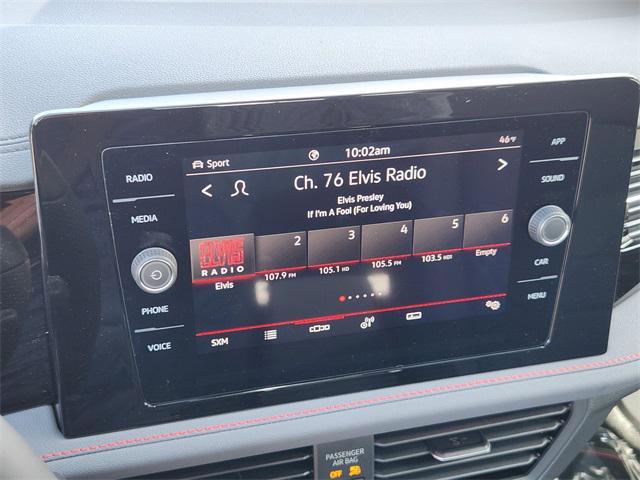 46°F
APP
Sport
10:02am
RADIO
Ch. 76 Elvis Radio
SOUND
MEDIA
Elvis Presley
If I'm A Fool (For Loving You)
2
3
4
5
6
ELVIS
RADIO
Elvis
107.9 FM
105.1 HD
105.5 FM
103.5 HD1
Empty
CAR
PHONE
MENU
VOICE
SXM
PASSENGER
AIR BAG
OFF